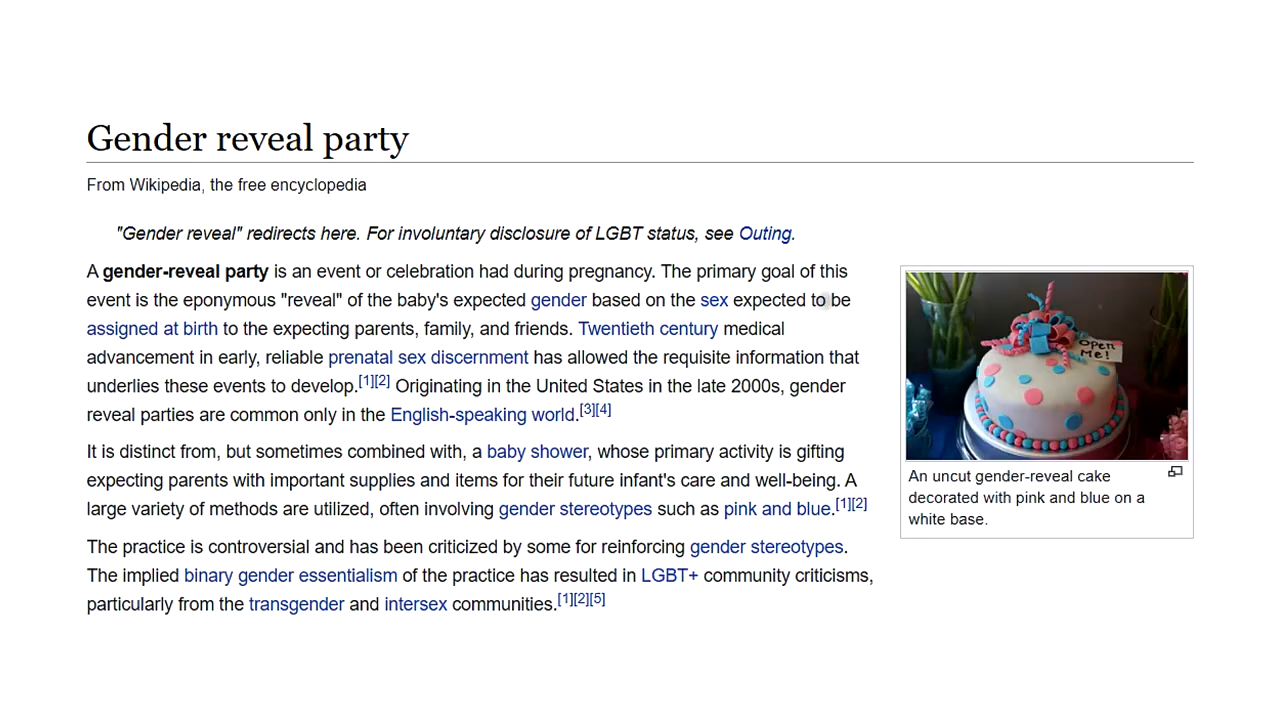 Gender reveal party
From Wikipedia, the free encyclopedia
"Gender reveal" redirects here. For involuntary disclosure of LGBT status, see Outing.
A gender-reveal party is an event or celebration had during pregnancy. The primary goal of this
event is the eponymous "reveal" of the baby's expected gender based on the sex expected to be
assigned at birth to the expecting parents, family, and friends. Twentieth century medical
advancement in early, reliable prenatal sex discernment has allowed the requisite information that
underlies these events to develop.[1][2] Originating in the United States in the late 2000s, gender
reveal parties are common only in the English-speaking world.[3][4]
It is distinct from, but sometimes combined with, a baby shower, whose primary activity is gifting
expecting parents with important supplies and items for their future infant's care and well-being. A
large variety of methods are utilized, often involving gender stereotypes such as pink and blue.[1][2]
The practice is controversial and has been criticized by some for reinforcing gender stereotypes.
The implied binary gender essentialism of the practice has resulted in LGBT+ community criticisms,
particularly from the transgender and intersex communities.[1][2][5]
Open
Me!
An uncut gender-reveal cake
decorated with pink and blue on a
white base.